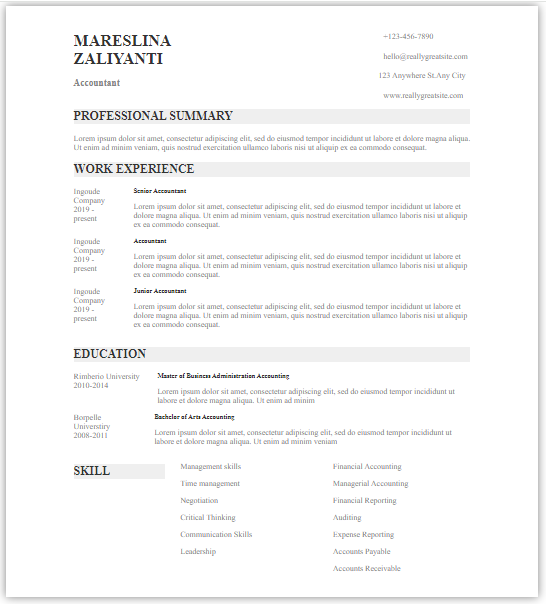 MARESLINA
ZALIYANTI
Accountant
+123-456-7890
hello@reallygreatsite.com
123 Anywhere St.Any City
www.reallygreatsite.com
PROFESSIONAL SUMMARY
Lorem ipsum dolor sit amet, consectetur adipiscing elit, sed do eiusmod tempor incididunt ut labore et dolore magna aliqua.
Ut enim ad minim veniam, quis nostrud exercitation ullamco laboris nisi ut aliquip ex ea commodo consequat.
WORK EXPERIENCE
Ingoude
Company
2019 -
present
Senior Accountant
Lorem ipsum dolor sit amet, consectetur adipiscing elit, sed do eiusmod tempor incididunt ut labore et
dolore magna aliqua. Ut enim ad minim veniam, quis nostrud exercitation ullamco laboris nisi ut aliquip
ex ea commodo consequat.
Ingoude
Company
2019 -
present
Accountant
Lorem ipsum dolor sit amet, consectetur adipiscing elit, sed do eiusmod tempor incididunt ut labore et
dolore magna aliqua. Ut enim ad minim veniam, quis nostrud exercitation ullamco laboris nisi ut aliquip
ex ea commodo consequat.
Ingoude
Company
2019 -
present
Junior Accountant
Lorem ipsum dolor sit amet, consectetur adipiscing elit, sed do eiusmod tempor incididunt ut labore et
dolore magna aliqua. Ut enim ad minim veniam, quis nostrud exercitation ullamco laboris nisi ut aliquip
ex ea commodo consequat.
EDUCATION
Rimberio University
2010-2014
Master of Business Administration Accounting
Lorem ipsum dolor sit amet, consectetur adipiscing elit, sed do eiusmod tempor incididunt ut
labore et dolore magna aliqua. Ut enim ad minim
Borpelle
Universtiry
2008-2011
Bachelor of Arts Accounting
Lorem ipsum dolor sit amet, consectetur adipiscing elit, sed do eiusmod tempor incididunt ut
labore et dolore magna aliqua. Ut enim ad minim veniam
SKILL
Management skills
Time management
Negotiation
Critical Thinking
Communication Skills
Leadership
Financial Accounting
Managerial Accounting
Financial Reporting
Auditing
Expense Reporting
Accounts Payable
Accounts Receivable